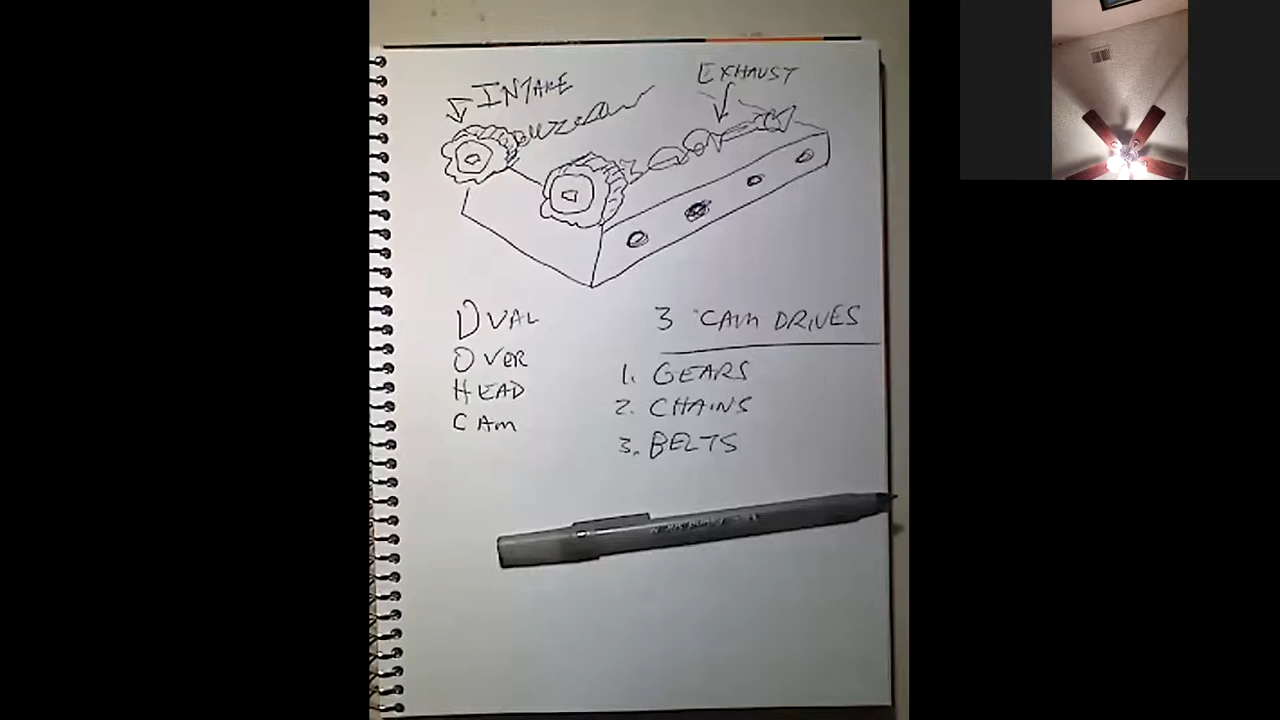 INTAKE
EXHAUST
DUAL
OVER
HEAD
CAM
3 CAM DRIVES
1. GEARS
2. CHAINS
3. BELTS